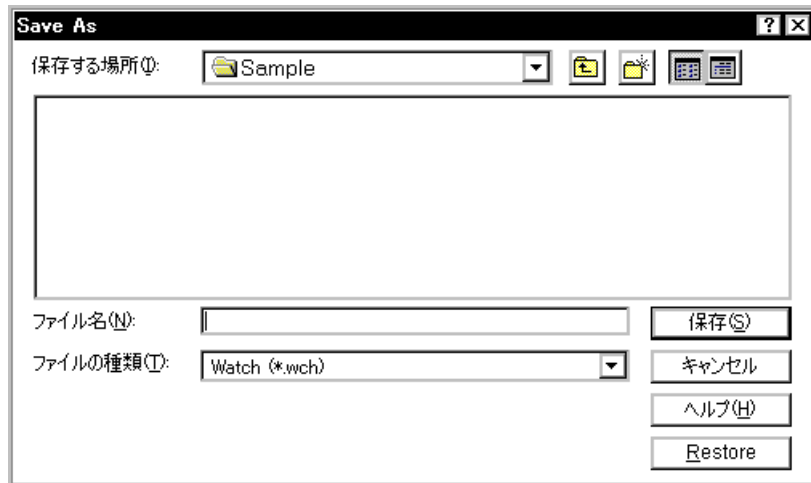 Save As
保存する場所(I):
Sample
ファイル名(N):
保存(S)
ファイルの種類(T):
Watch (*.wch)
キャンセル
ヘルプ(H)
Restore